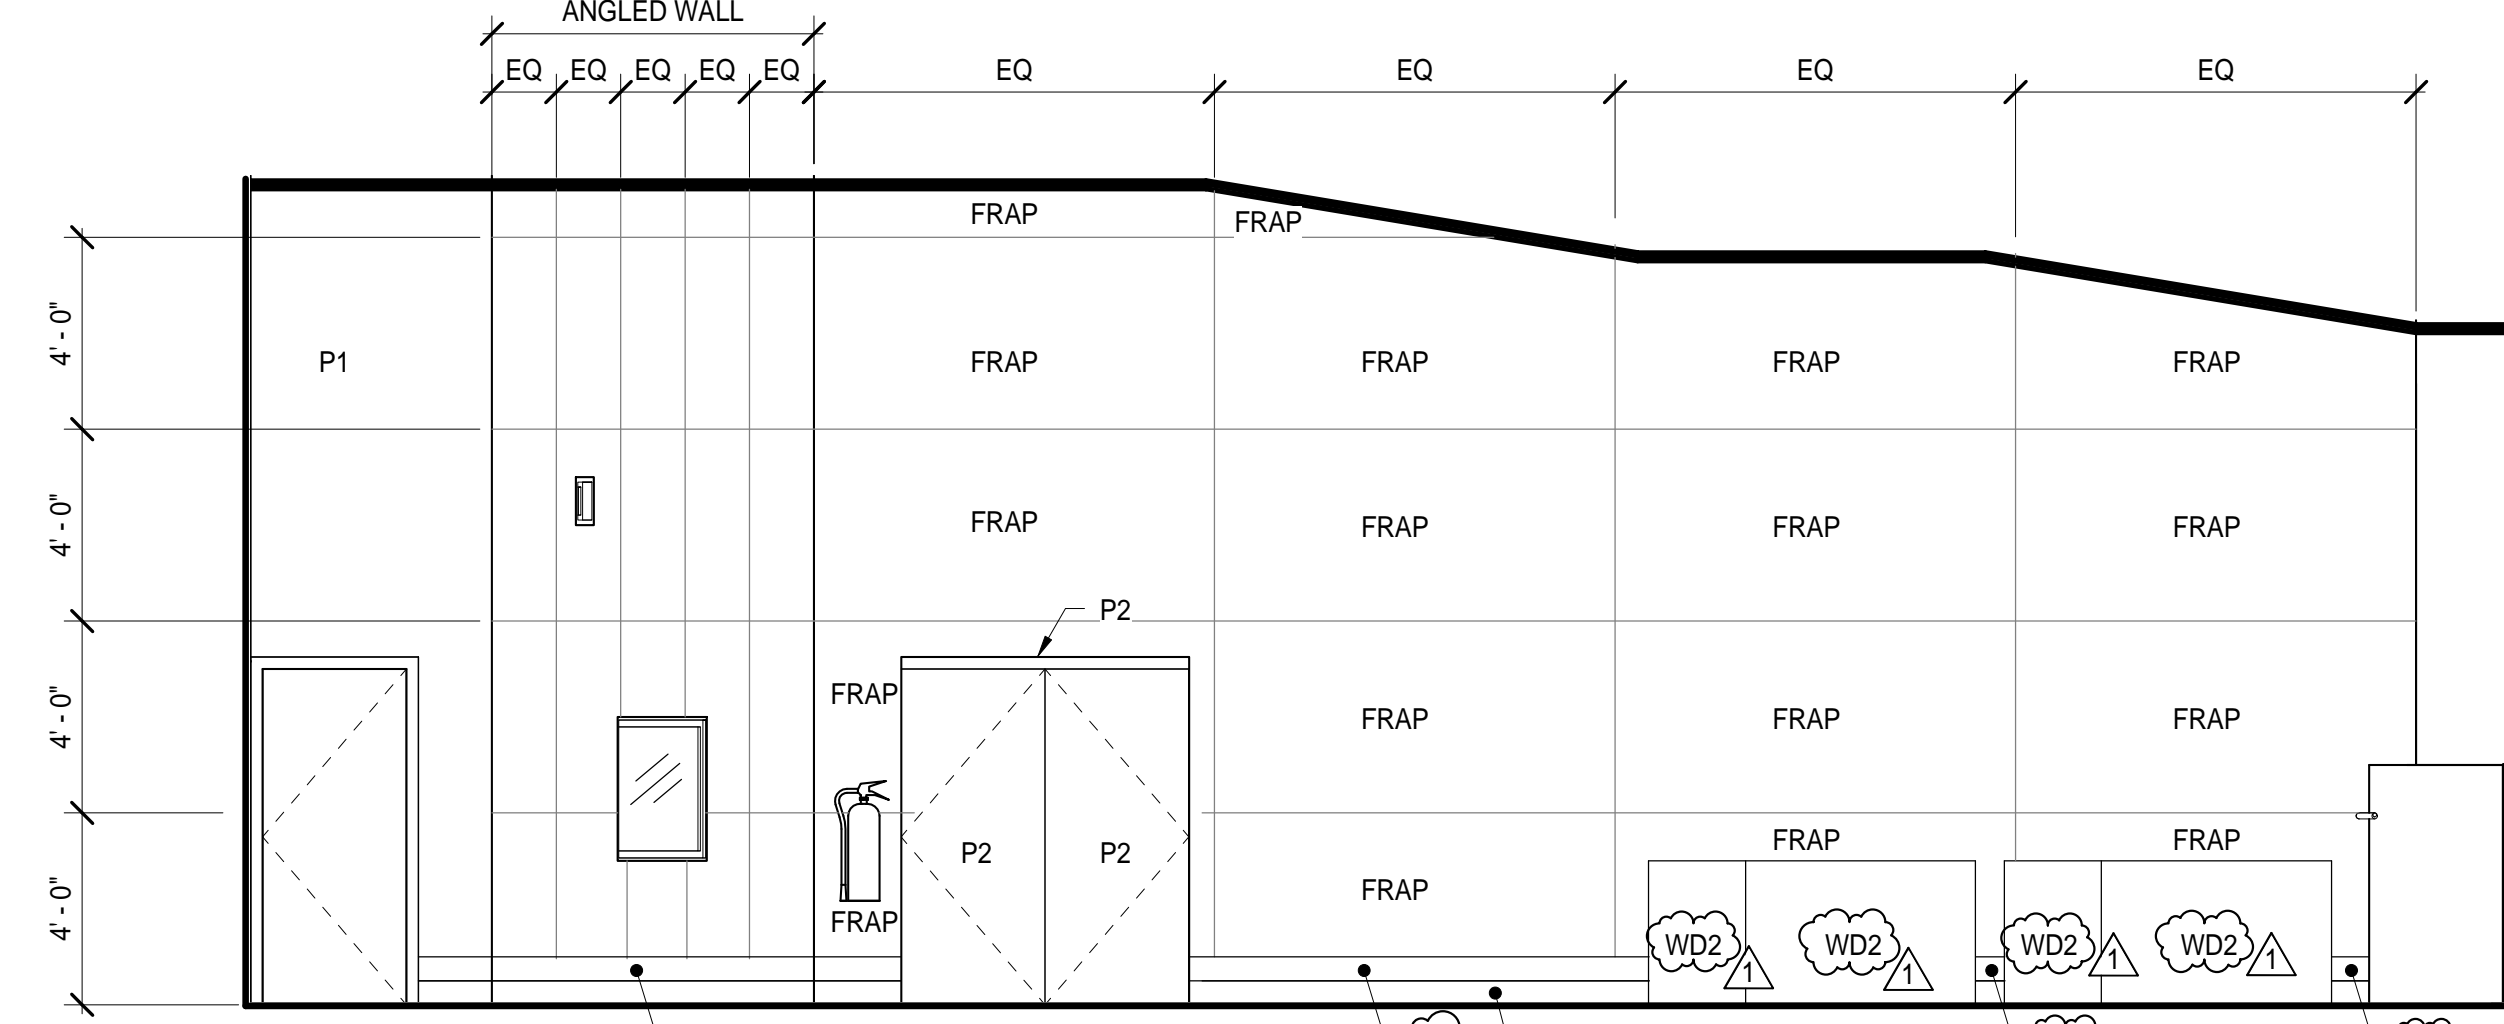 ANGLED WALL
EQ EQ EQ EQ EQ EQ EQ EQ EQ
FRAP FRAP
4' - 0"
P1 FRAP FRAP FRAP FRAP
4' - 0"
FRAP FRAP FRAP FRAP
P2
4' - 0"
FRAP FRAP FRAP FRAP
FRAP FRAP
P2 P2
4' - 0"
FRAP
FRAP
WD2 WD2 WD2 WD2
1 1 1 1